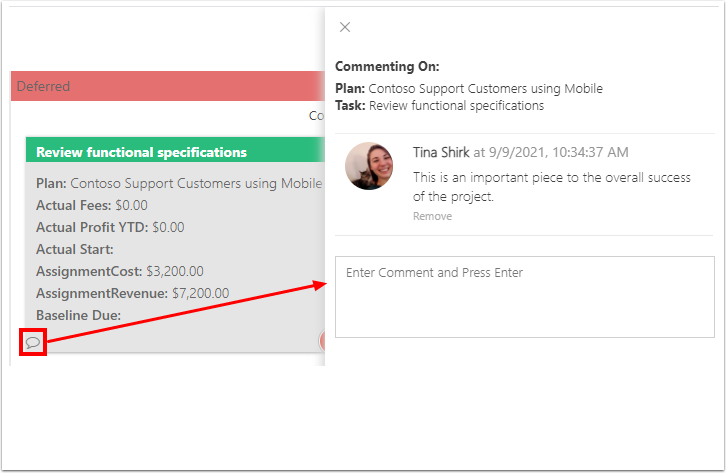 Deferred
Co
Review functional specifications
Plan: Contoso Support Customers using Mobile
Actual Fees: $0.00
Actual Profit YTD: $0.00
Actual Start:
AssignmentCost: $3,200.00
AssignmentRevenue: $7,200.00
Baseline Due:
Commenting On:
Plan: Contoso Support Customers using Mobile
Task: Review functional specifications
Tina Shirk at 9/9/2021, 10:34:37 AM
This is an important piece to the overall success
of the project.
Remove
Enter Comment and Press Enter